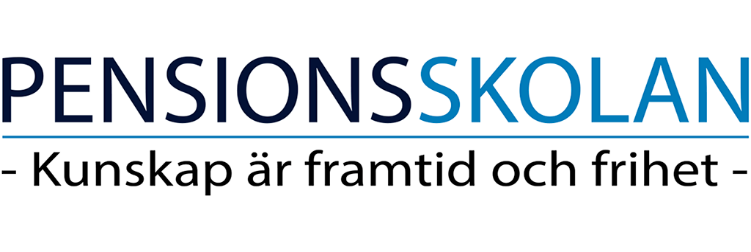 PENSIONSSKOLAN
- Kunskap är framtid och frihet -